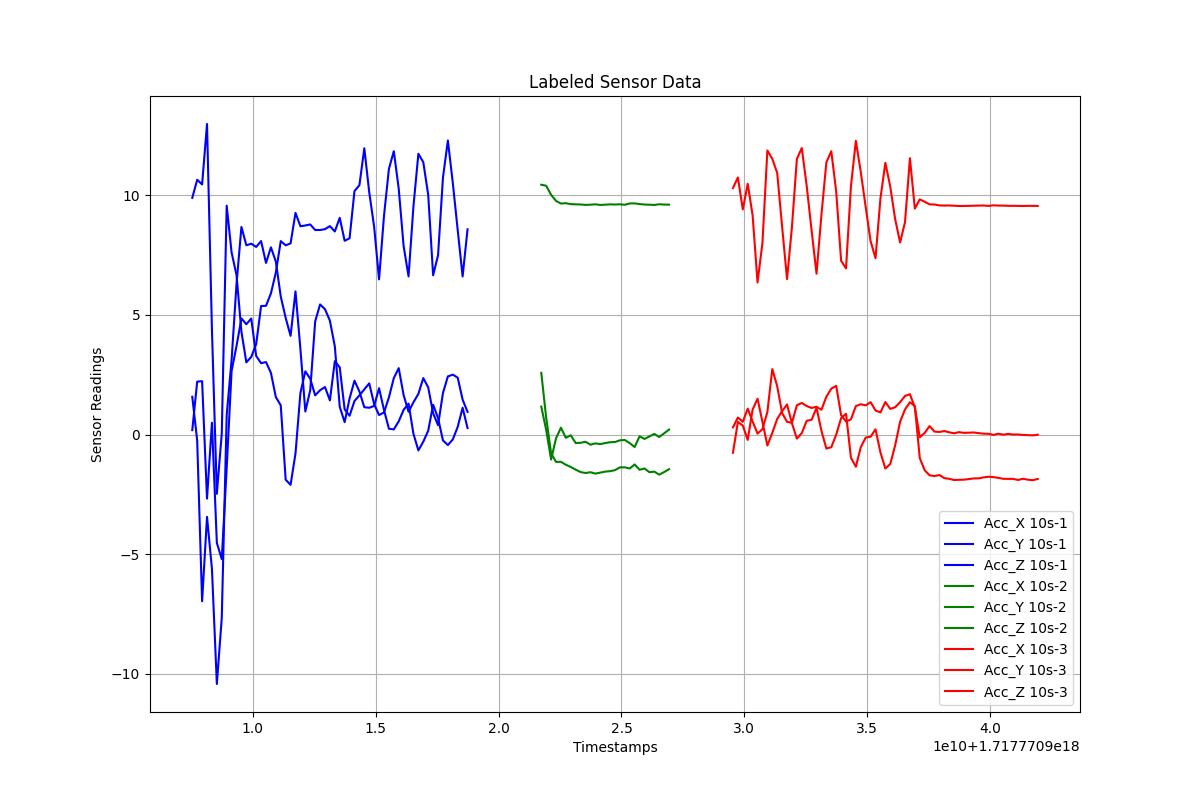 Labeled Sensor Data
Sensor Readings
10
5
0
−5
−10
1.0 1.5 2.0 2.5 3.0 3.5 4.0
Timestamps
1e10+1.7177709e18
Acc_X 10s-1
Acc_Y 10s-1
Acc_Z 10s-1
Acc_X 10s-2
Acc_Y 10s-2
Acc_Z 10s-2
Acc_X 10s-3
Acc_Y 10s-3
Acc_Z 10s-3